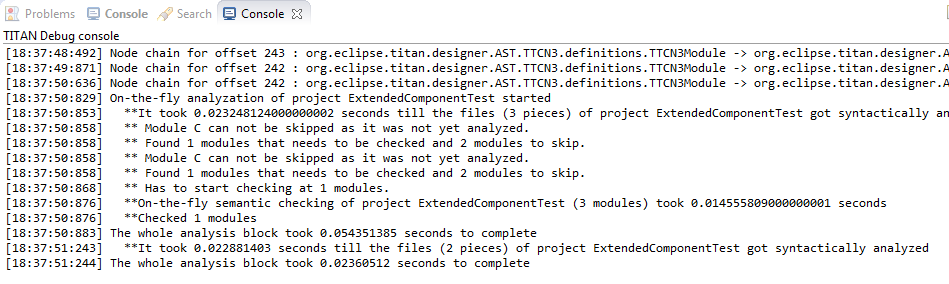 Problems Console Search Console
TITAN Debug console
[18:37:48:492] Node chain for offset 243 : org.eclipse.titan.designer.AST.TTCN3.definitions.TTCN3Module -> org.eclipse.titan.designer.A
[18:37:49:871] Node chain for offset 242 : org.eclipse.titan.designer.AST.TTCN3.definitions.TTCN3Module -> org.eclipse.titan.designer.A
[18:37:50:636] Node chain for offset 242 : org.eclipse.titan.designer.AST.TTCN3.definitions.TTCN3Module -> org.eclipse.titan.designer.A
[18:37:50:829] On-the-fly analyzation of project ExtendedComponentTest started
[18:37:50:853]   **It took 0.023248124000000002 seconds till the files (3 pieces) of project ExtendedComponentTest got syntactically an
[18:37:50:858]   ** Module C can not be skipped as it was not yet analyzed.
[18:37:50:858]   ** Found 1 modules that needs to be checked and 2 modules to skip.
[18:37:50:858]   ** Module C can not be skipped as it was not yet analyzed.
[18:37:50:858]   ** Found 1 modules that needs to be checked and 2 modules to skip.
[18:37:50:868]   ** Has to start checking at 1 modules.
[18:37:50:876]   **On-the-fly semantic checking of project ExtendedComponentTest (3 modules) took 0.014555809000000001 seconds
[18:37:50:876]   **Checked 1 modules
[18:37:50:883] The whole analysis block took 0.054351385 seconds to complete
[18:37:51:243]   **It took 0.022881403 seconds till the files (2 pieces) of project ExtendedComponentTest got syntactically analyzed
[18:37:51:244] The whole analysis block took 0.02360512 seconds to complete